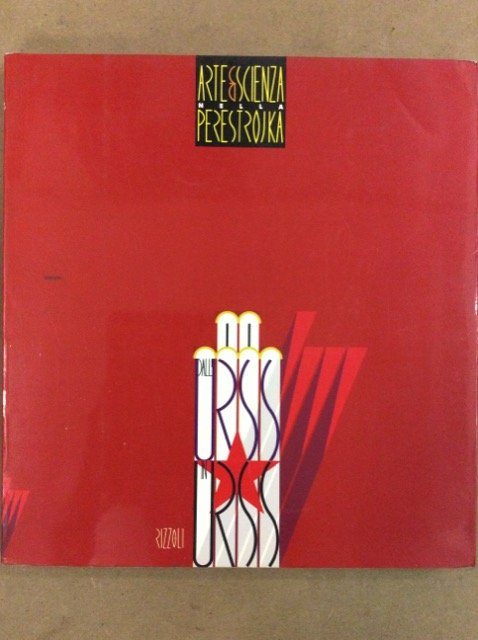 ARTE&SCIENZA
NELLA
PERESTROJKA
DALL'
URSS
IN
URSS
RIZZOLI